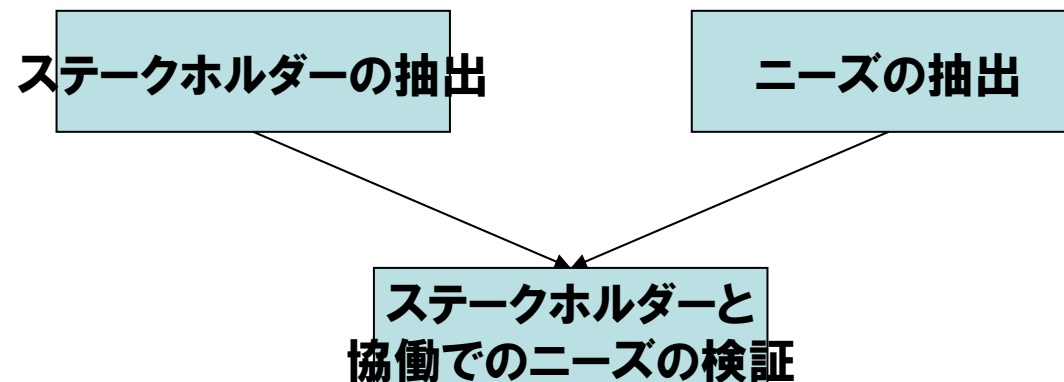 ステークホルダーの抽出
ニーズの抽出
ステークホルダーと
協働でのニーズの検証